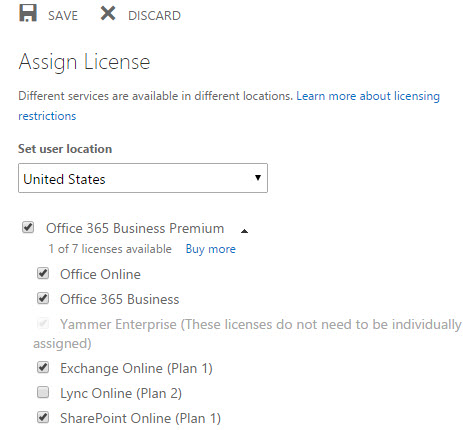 SAVE DISCARD
Assign License
Different services are available in different locations. Learn more about licensing
restrictions
Set user location
United States
Office 365 Business Premium
1 of 7 licenses available Buy more
Office Online
Office 365 Business
Yammer Enterprise (These licenses do not need to be individually
assigned)
Exchange Online (Plan 1)
Lync Online (Plan 2)
SharePoint Online (Plan 1)